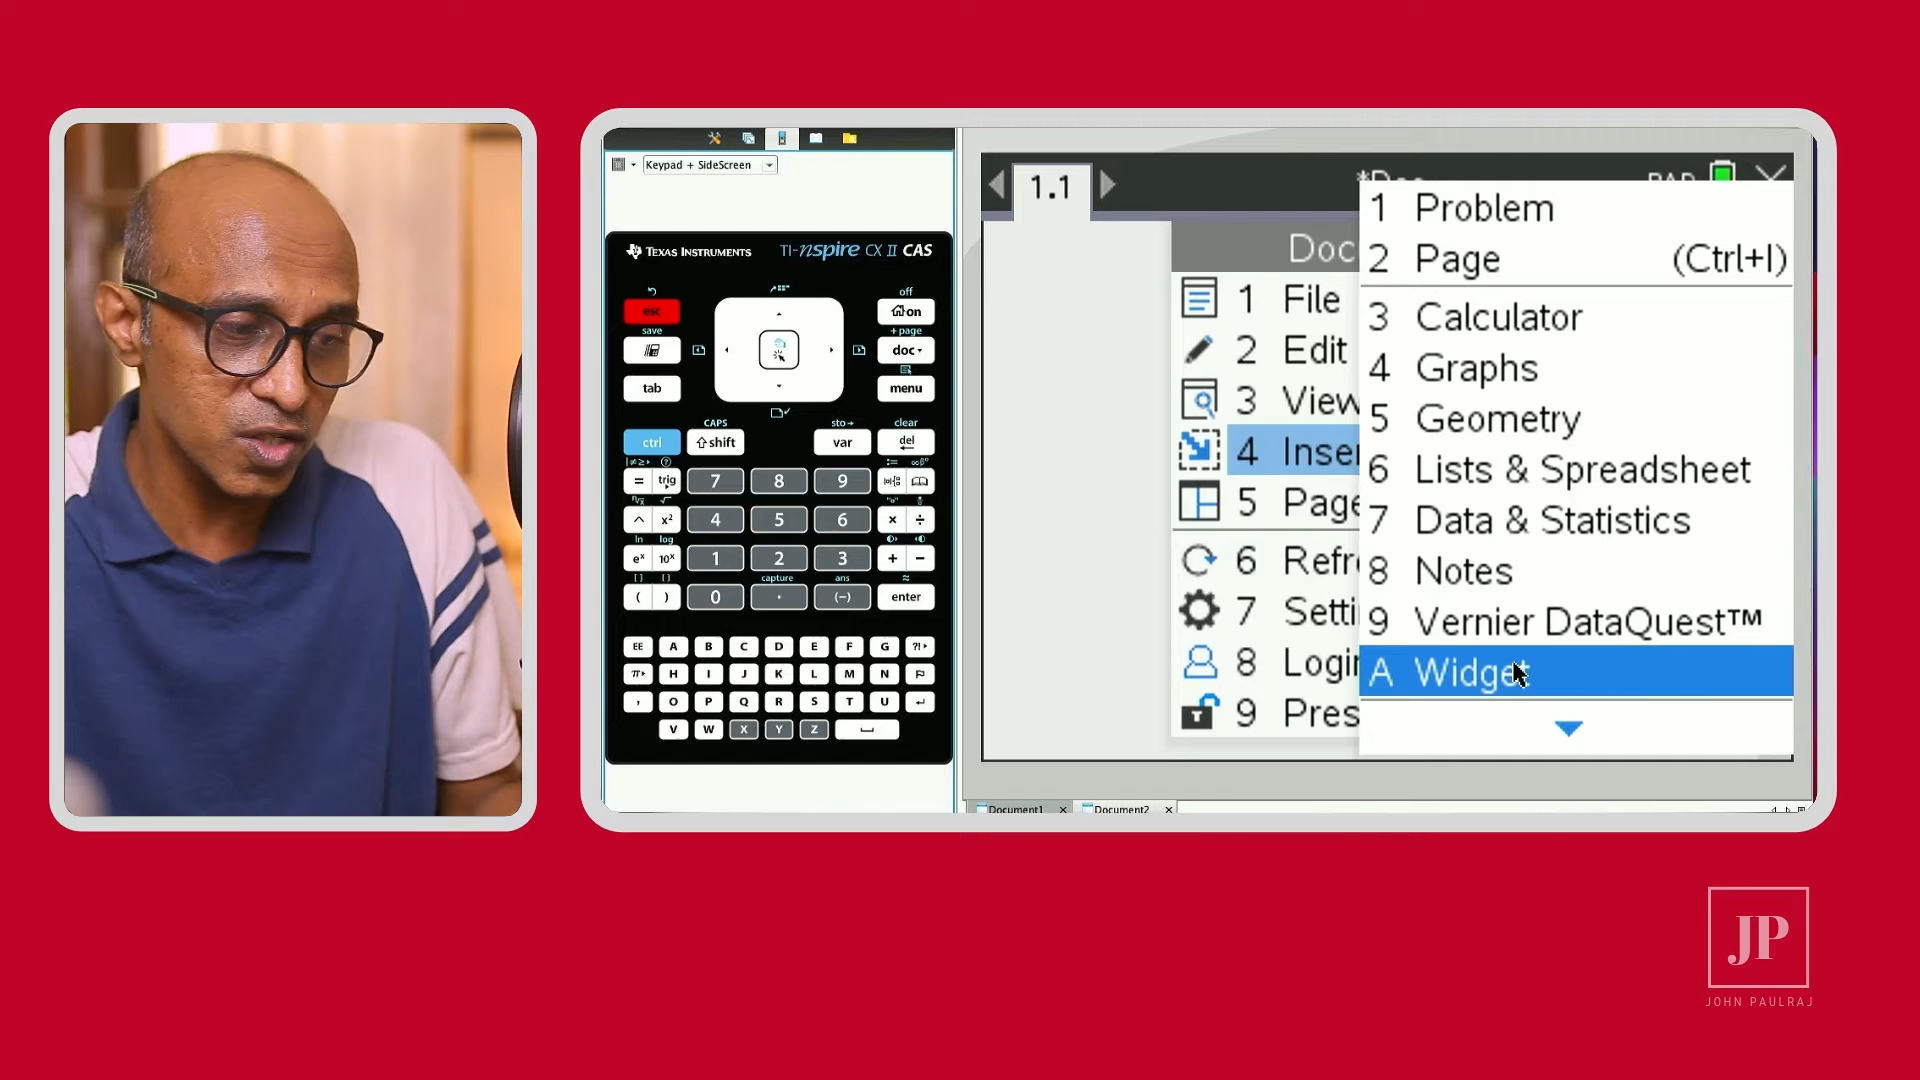 Keypad + SideScreen
TEXAS INSTRUMENTS TI-nspire CX II CAS
off
esc
on
save
+ page
doc
tab
menu
CAPS sto→ clear
ctrl shift var del
= trig 7 8 9
^ x² 4 5 6 × ÷
ln log
eˣ 10ˣ 1 2 3 + −
[ ] { } capture ans ≈
( ) 0 . (−) enter
EE A B C D E F G ?!
π H I J K L M N
, O P Q R S T U
V W X Y Z
1.1
*Doc
RAD
Doc
1 File
2 Edit
3 View
4 Inser
5 Page
6 Refr
7 Setti
8 Login
9 Pres
1 Problem
2 Page (Ctrl+I)
3 Calculator
4 Graphs
5 Geometry
6 Lists & Spreadsheet
7 Data & Statistics
8 Notes
9 Vernier DataQuest™
A Widget
Document1 Document2
JP
JOHN PAULRAJ